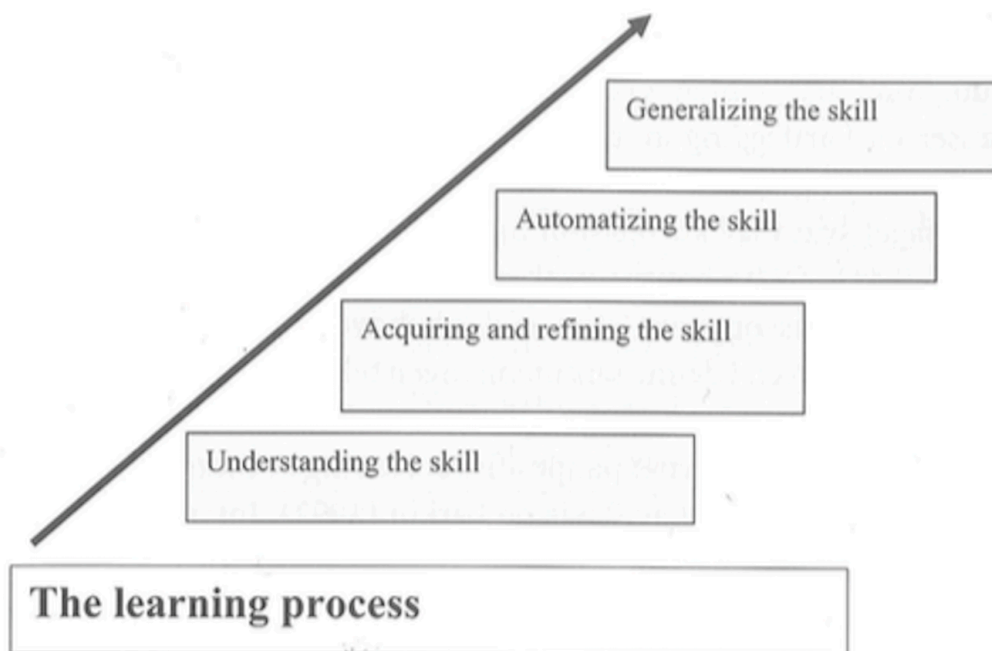 Generalizing the skill
Automatizing the skill
Acquiring and refining the skill
Understanding the skill
The learning process